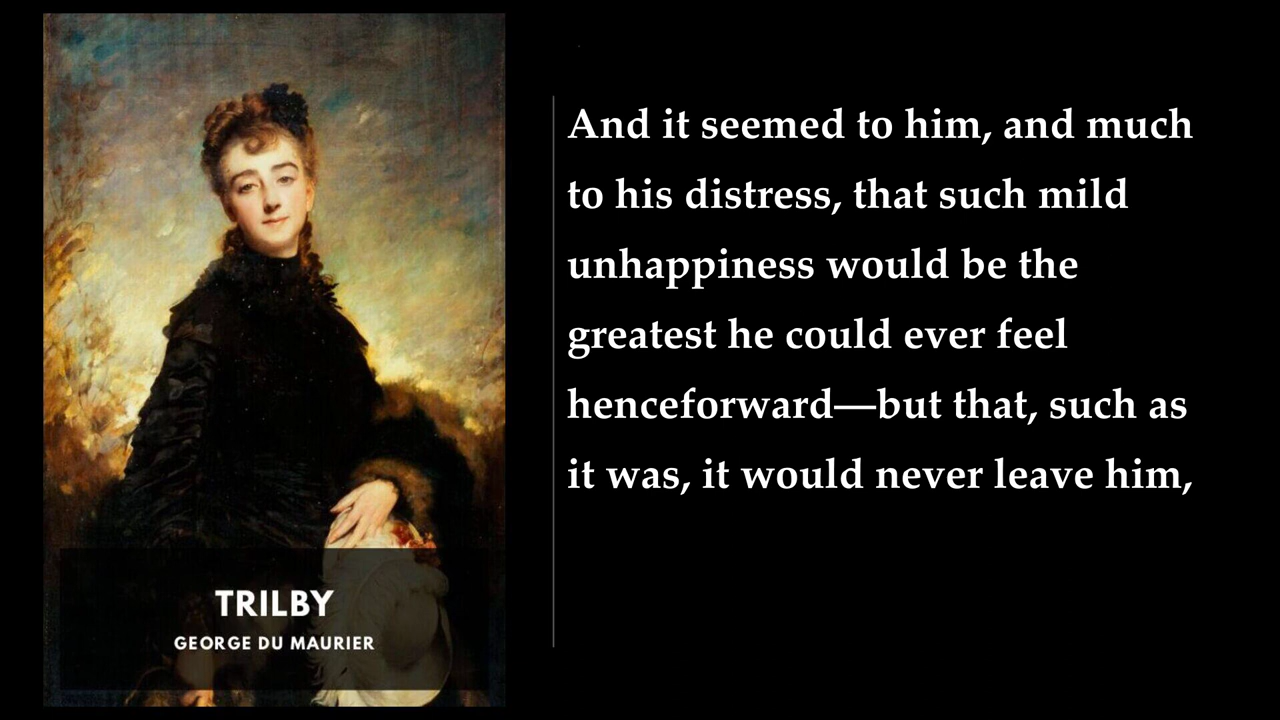 TRILBY
GEORGE DU MAURIER
And it seemed to him, and much
to his distress, that such mild
unhappiness would be the
greatest he could ever feel
henceforward—but that, such as
it was, it would never leave him,